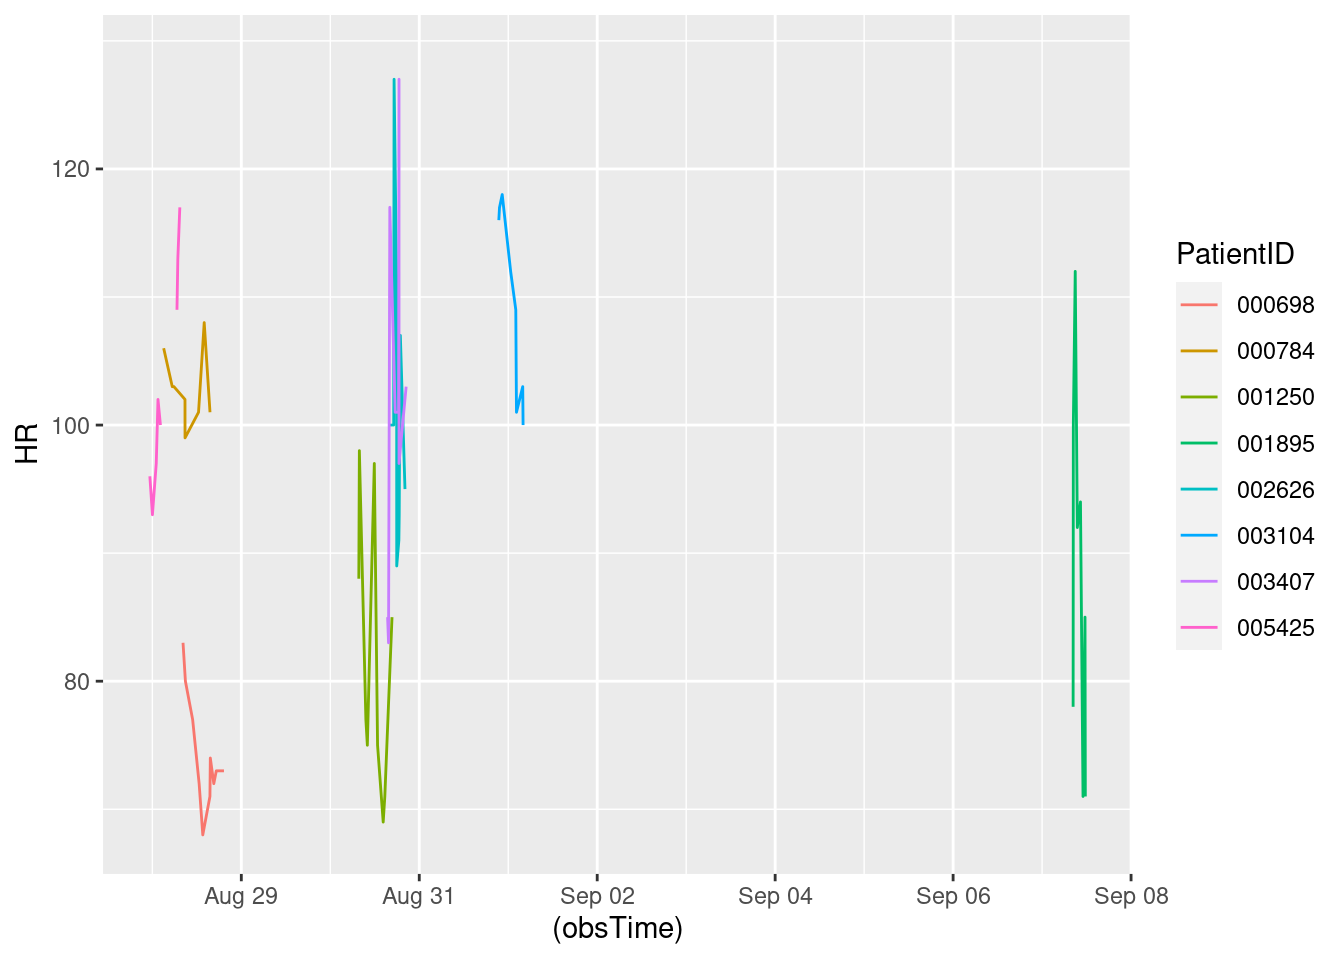 HR
120
100
80
Aug 29
Aug 31
Sep 02
Sep 04
Sep 06
Sep 08
(obsTime)
PatientID
000698
000784
001250
001895
002626
003104
003407
005425